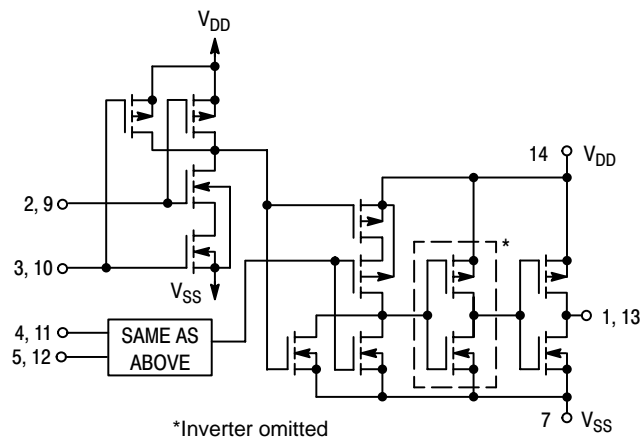 VDD
2, 9
3, 10
VSS
4, 11
5, 12
SAME AS
ABOVE
14
VDD
*
1, 13
7
VSS
*Inverter omitted